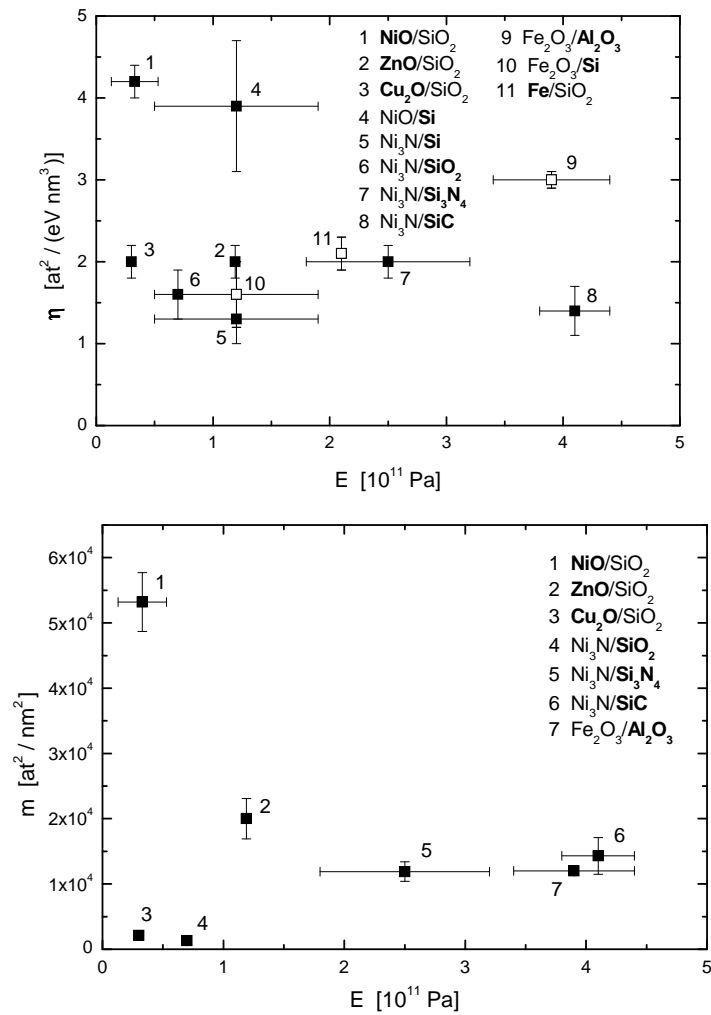 1 NiO/SiO₂
2 ZnO/SiO₂
3 Cu₂O/SiO₂
4 NiO/Si
5 Ni₃N/Si
6 Ni₃N/SiO₂
7 Ni₃N/Si₃N₄
8 Ni₃N/SiC
9 Fe₂O₃/Al₂O₃
10 Fe₂O₃/Si
11 Fe/SiO₂
1
4
9
3
2
11
6
10
7
5
8
5
4
3
2
1
0
η [at² / (eV nm³)]
0 1 2 3 4 5
E [10¹¹ Pa]
1 NiO/SiO₂
2 ZnO/SiO₂
3 Cu₂O/SiO₂
4 Ni₃N/SiO₂
5 Ni₃N/Si₃N₄
6 Ni₃N/SiC
7 Fe₂O₃/Al₂O₃
1
2
5
6
7
3
4
6x10⁴
5x10⁴
4x10⁴
3x10⁴
2x10⁴
1x10⁴
0
m [at² / nm²]
0 1 2 3 4 5
E [10¹¹ Pa]